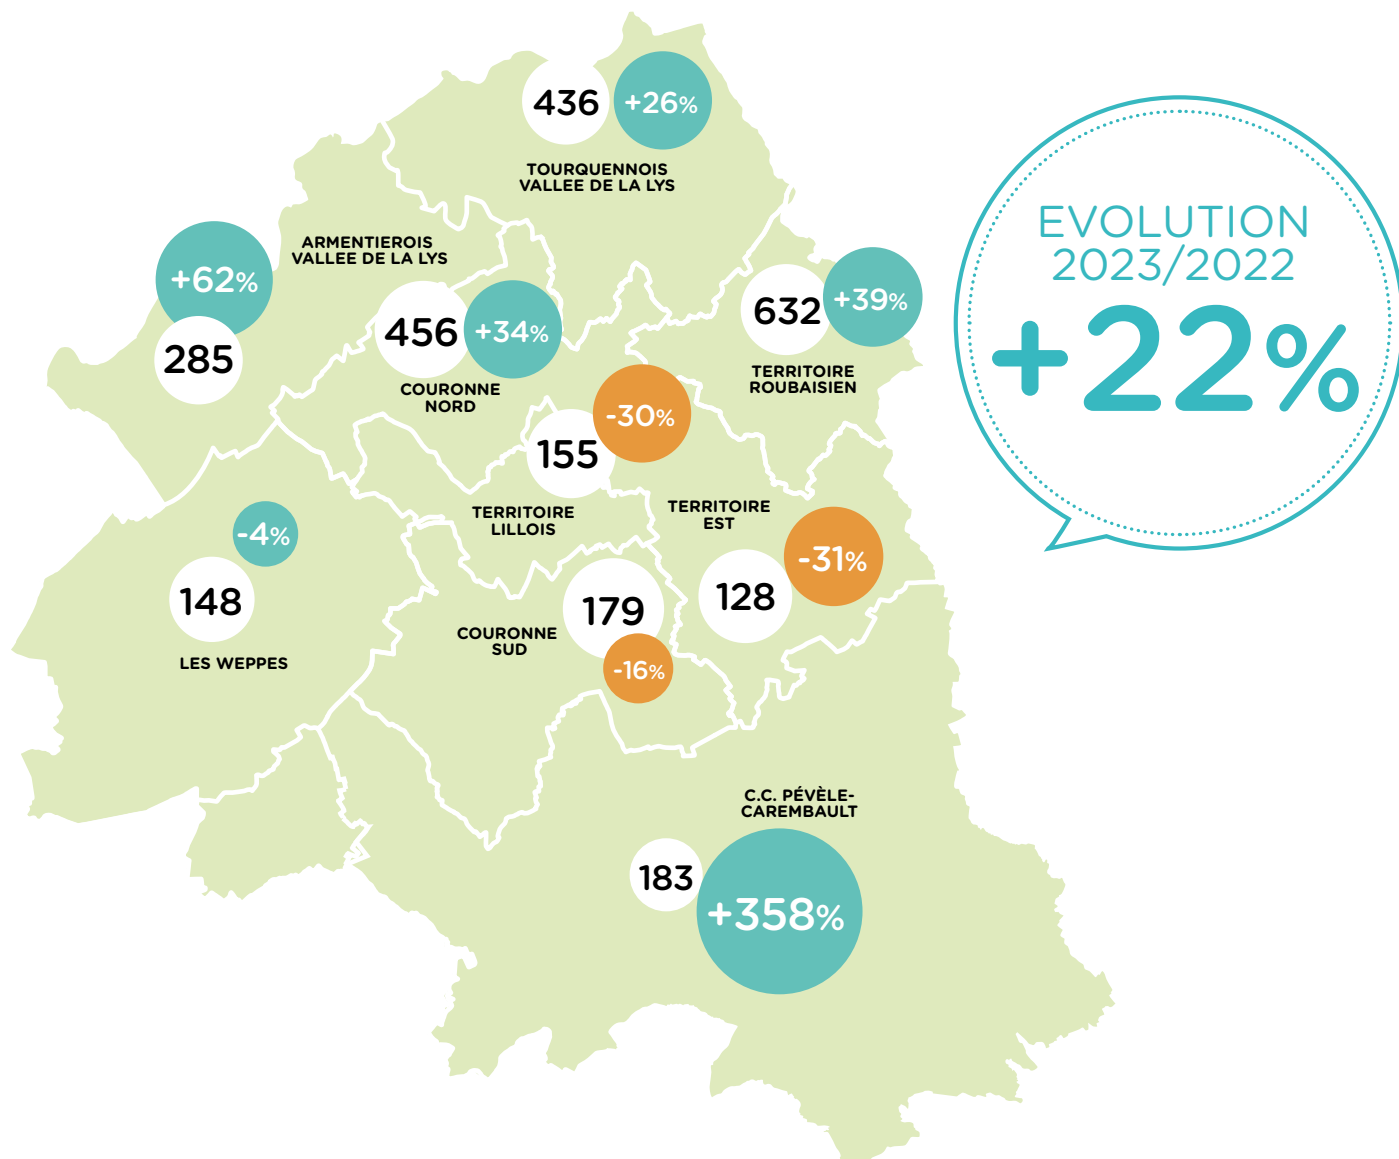 436
+26%
TOURQUENNOIS
VALLEE DE LA LYS
ARMENTIEROIS
VALLEE DE LA LYS
+62%
285
456
+34%
COURONNE
NORD
632
+39%
TERRITOIRE
ROUBAISIEN
EVOLUTION
2023/2022
+22%
-30%
155
TERRITOIRE
LILLOIS
TERRITOIRE
EST
-31%
128
-4%
148
LES WEPPES
179
COURONNE
SUD
-16%
C.C. PÉVÈLE-
CAREMBAULT
183
+358%